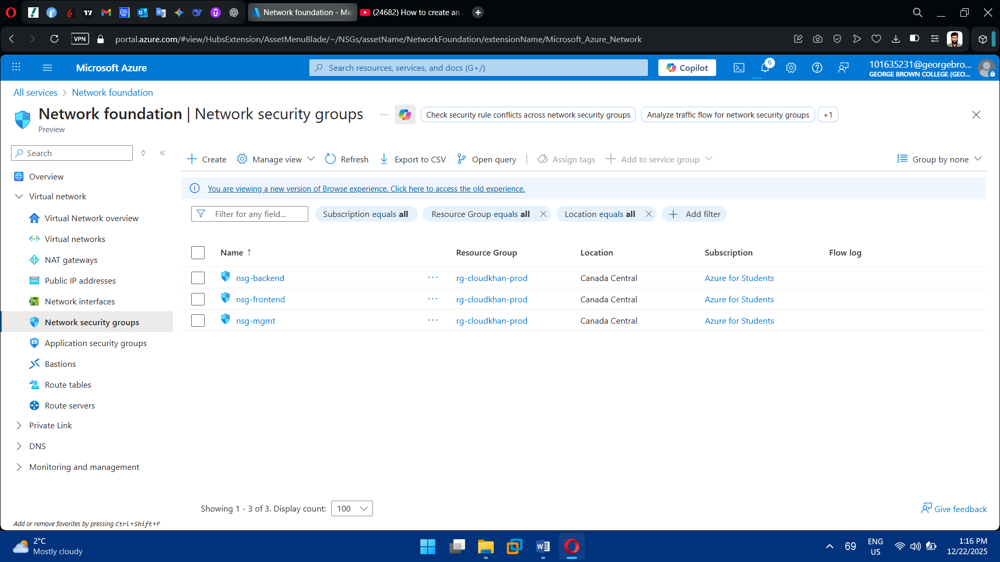 Network foundation - Mic
(24682) How to create an
VPN
portal.azure.com/#view/HubsExtension/AssetMenuBlade/~/NSGs/assetName/NetworkFoundation/extensionName/Microsoft_Azure_Network
Microsoft Azure
Search resources, services, and docs (G+/)
Copilot
6
101635231@georgebro...
GEORGE BROWN COLLEGE (GEO...
All services > Network foundation
Network foundation | Network security groups
Preview
Check security rule conflicts across network security groups
Analyze traffic flow for network security groups
+1
Search
Create
Manage view
Refresh
Export to CSV
Open query
Assign tags
Add to service group
Group by none
You are viewing a new version of Browse experience. Click here to access the old experience.
Filter for any field...
Subscription equals all
Resource Group equals all
Location equals all
Add filter
Overview
Virtual network
Virtual Network overview
Virtual networks
NAT gateways
Public IP addresses
Network interfaces
Network security groups
Application security groups
Bastions
Route tables
Route servers
Private Link
DNS
Monitoring and management
Name ↑ Resource Group Location Subscription Flow log
nsg-backend ... rg-cloudkhan-prod Canada Central Azure for Students
nsg-frontend ... rg-cloudkhan-prod Canada Central Azure for Students
nsg-mgmt ... rg-cloudkhan-prod Canada Central Azure for Students
Showing 1 - 3 of 3. Display count: 100
Give feedback
Add or remove favorites by pressing Ctrl+Shift+F
2°C
Mostly cloudy
69
ENG
US
1:16 PM
12/22/2025